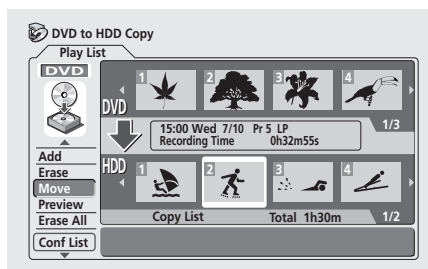 DVD to HDD Copy
Play List
DVD
1 2 3 4
DVD
15:00 Wed 7/10 Pr 5 LP
Recording Time 0h32m55s
1/3
Add
Erase
Move
Preview
Erase All
Conf List
HDD
1 2 3 4
Copy List Total 1h30m 1/2